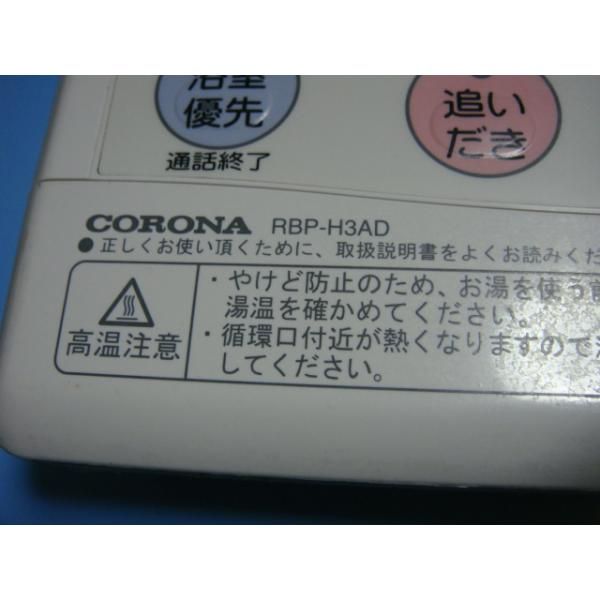 浴室
優先
通話終了
追い
だき
CORONA RBP-H3AD
● 正しくお使い頂くために、取扱説明書をよくお読みくだ
・やけど防止のため、お湯を使う前
湯温を確かめてください。
・循環口付近が熱くなりますので注
してください。
高温注意